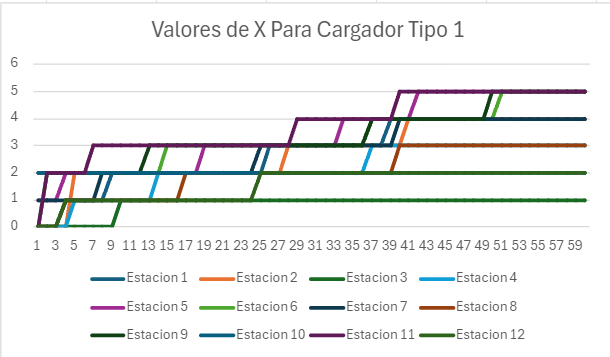 Valores de X Para Cargador Tipo 1
6
5
4
3
2
1
0
1 3 5 7 9 11 13 15 17 19 21 23 25 27 29 31 33 35 37 39 41 43 45 47 49 51 53 55 57 59
Estacion 1 Estacion 2 Estacion 3 Estacion 4
Estacion 5 Estacion 6 Estacion 7 Estacion 8
Estacion 9 Estacion 10 Estacion 11 Estacion 12